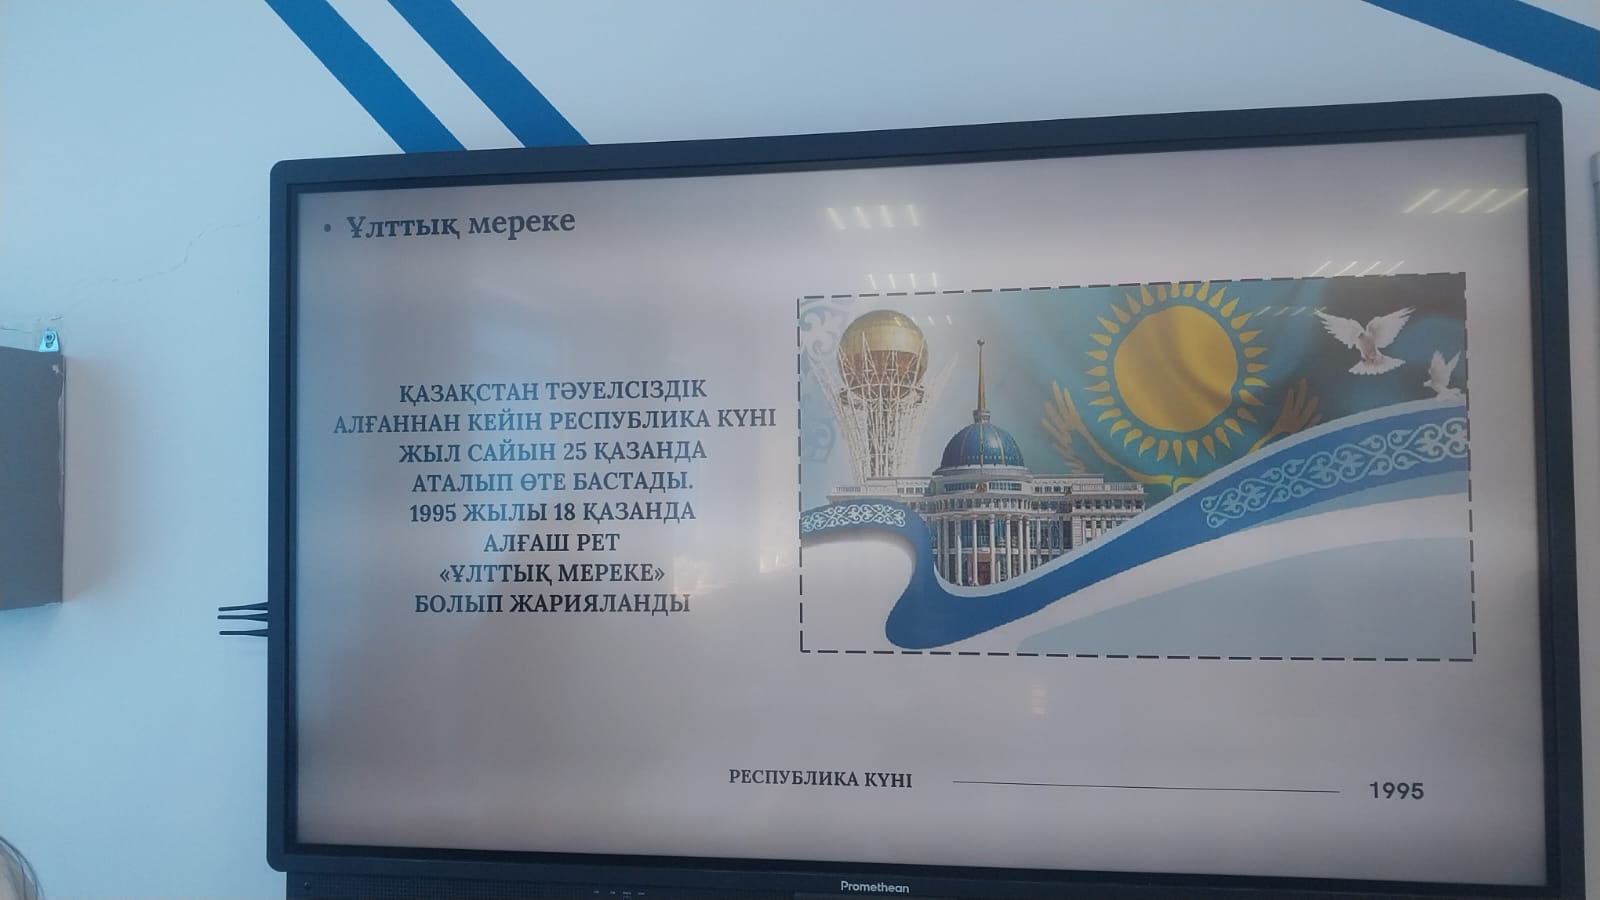 • Ұлттық мереке
ҚАЗАҚСТАН ТӘУЕЛСІЗДІК
АЛҒАННАН КЕЙІН РЕСПУБЛИКА КҮНІ
ЖЫЛ САЙЫН 25 ҚАЗАНДА
АТАЛЫП ӨТЕ БАСТАДЫ.
1995 ЖЫЛЫ 18 ҚАЗАНДА
АЛҒАШ РЕТ
«ҰЛТТЫҚ МЕРЕКЕ»
БОЛЫП ЖАРИЯЛАНДЫ
РЕСПУБЛИКА КҮНІ
1995
Promethean